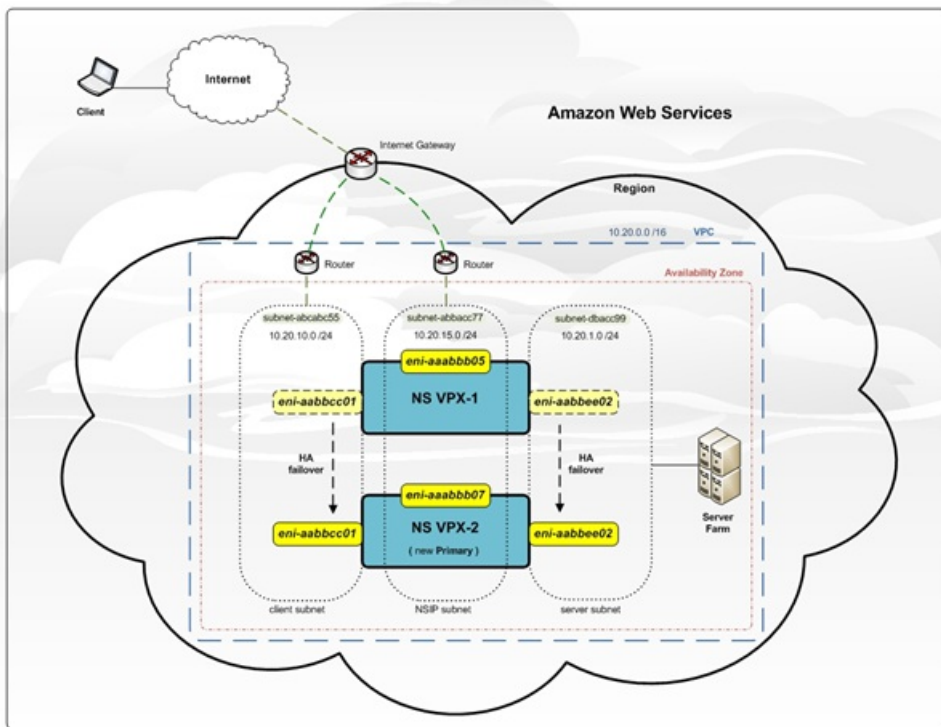 Internet
Client
Amazon Web Services
Internet Gateway
Region
10.20.0.0 /16 VPC
Router
Router
Availability Zone
subnet-abcabc55
10.20.10.0 /24
subnet-abbacc77
10.20.15.0 /24
subnet-dbacc99
10.20.1.0 /24
eni-aaabbb05
NS VPX-1
eni-aabbcc01
eni-aabbee02
HA
failover
HA
failover
eni-aaabbb07
NS VPX-2
( new Primary )
eni-aabbcc01
eni-aabbee02
Server
Farm
client subnet
NSIP subnet
server subnet